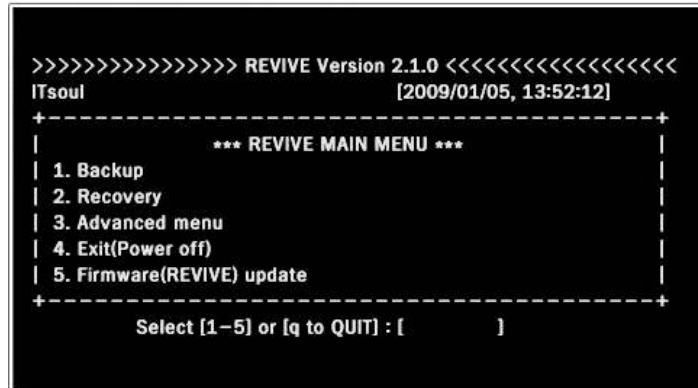 >>>>>>>>>>>>>>>> REVIVE Version 2.1.0 <<<<<<<<<<<<<<<<<<
ITsoul [2009/01/05, 13:52:12]
+---------------------------------------+
| *** REVIVE MAIN MENU *** |
| 1. Backup |
| 2. Recovery |
| 3. Advanced menu |
| 4. Exit(Power off) |
| 5. Firmware(REVIVE) update |
+---------------------------------------+
Select [1-5] or [q to QUIT] : [ ]